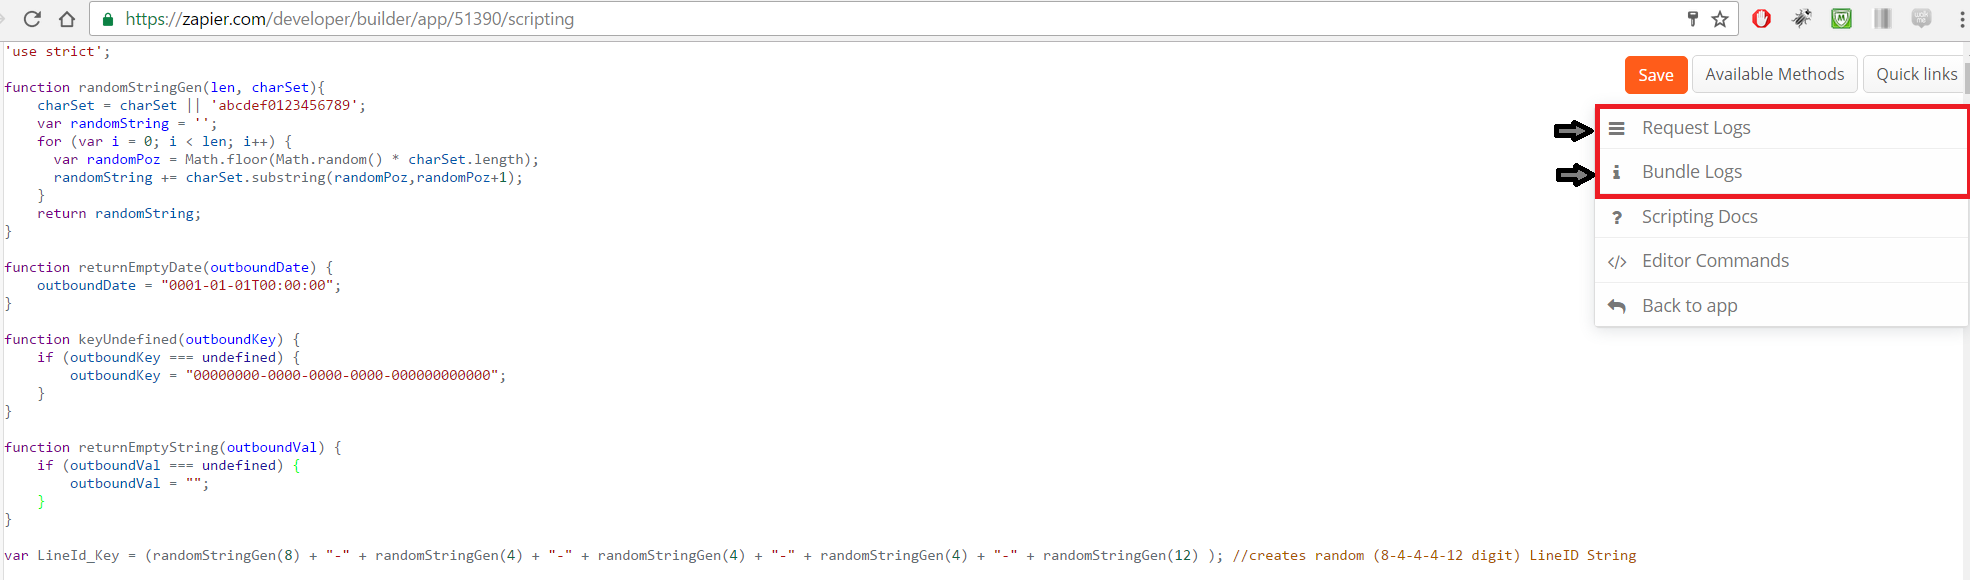 https://zapier.com/developer/builder/app/51390/scripting
'use strict';
Save
Available Methods
Quick links
Request Logs
Bundle Logs
Scripting Docs
Editor Commands
Back to app
function randomStringGen(len, charSet){
    charSet = charSet || 'abcdef0123456789';
    var randomString = '';
    for (var i = 0; i < len; i++) {
      var randomPoz = Math.floor(Math.random() * charSet.length);
      randomString += charSet.substring(randomPoz,randomPoz+1);
    }
    return randomString;
}
function returnEmptyDate(outboundDate) {
    outboundDate = "0001-01-01T00:00:00";
}
function keyUndefined(outboundKey) {
    if (outboundKey === undefined) {
        outboundKey = "00000000-0000-0000-0000-000000000000";
    }
}
function returnEmptyString(outboundVal) {
    if (outboundVal === undefined) {
        outboundVal = "";
    }
}
var LineId_Key = (randomStringGen(8) + "-" + randomStringGen(4) + "-" + randomStringGen(4) + "-" + randomStringGen(4) + "-" + randomStringGen(12) ); //creates random (8-4-4-4-12 digit) LineID String